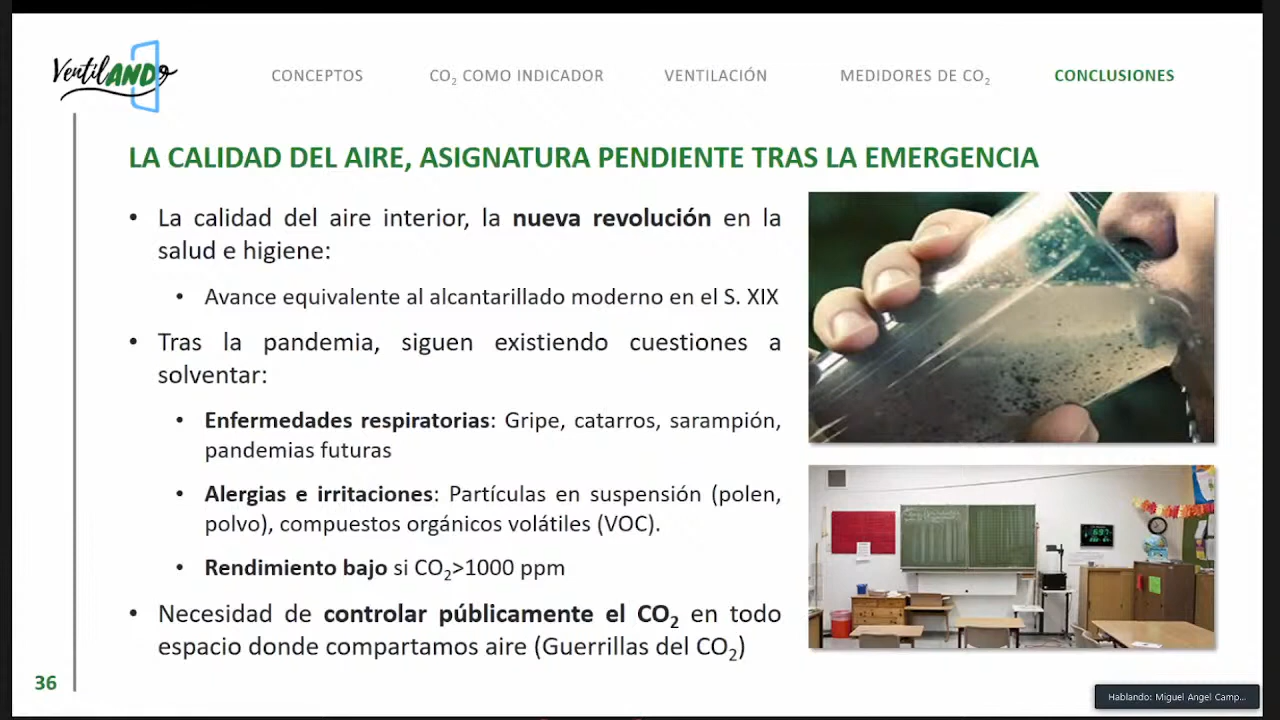 VentilANDo
CONCEPTOS
CO₂ COMO INDICADOR
VENTILACIÓN
MEDIDORES DE CO₂
CONCLUSIONES
LA CALIDAD DEL AIRE, ASIGNATURA PENDIENTE TRAS LA EMERGENCIA
• La calidad del aire interior, la nueva revolución en la
salud e higiene:
• Avance equivalente al alcantarillado moderno en el S. XIX
• Tras la pandemia, siguen existiendo cuestiones a
solventar:
• Enfermedades respiratorias: Gripe, catarros, sarampión,
pandemias futuras
• Alergias e irritaciones: Partículas en suspensión (polen,
polvo), compuestos orgánicos volátiles (VOC).
• Rendimiento bajo si CO₂>1000 ppm
• Necesidad de controlar públicamente el CO₂ en todo
espacio donde compartamos aire (Guerrillas del CO₂)
697
36
Hablando: Miguel Angel Camp...